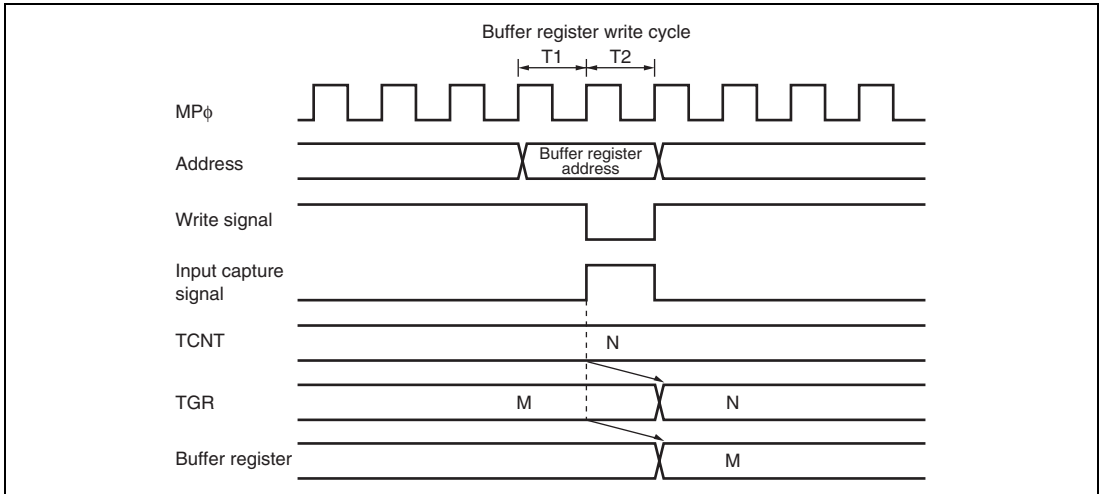 Buffer register write cycle
T1 T2
MPφ
Address
Buffer register
address
Write signal
Input capture
signal
TCNT
N
TGR
M N
Buffer register
M